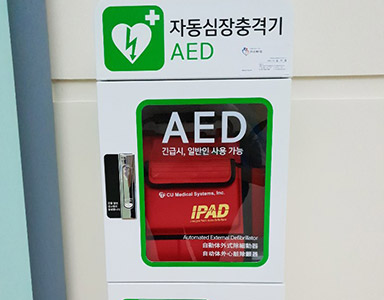 자동심장충격기
AED
AED
긴급시, 일반인 사용 가능
CU Medical Systems, Inc.
IPAD
Automated External Defibrillator
自動体外式除細動器
自动体外心脏除颤器